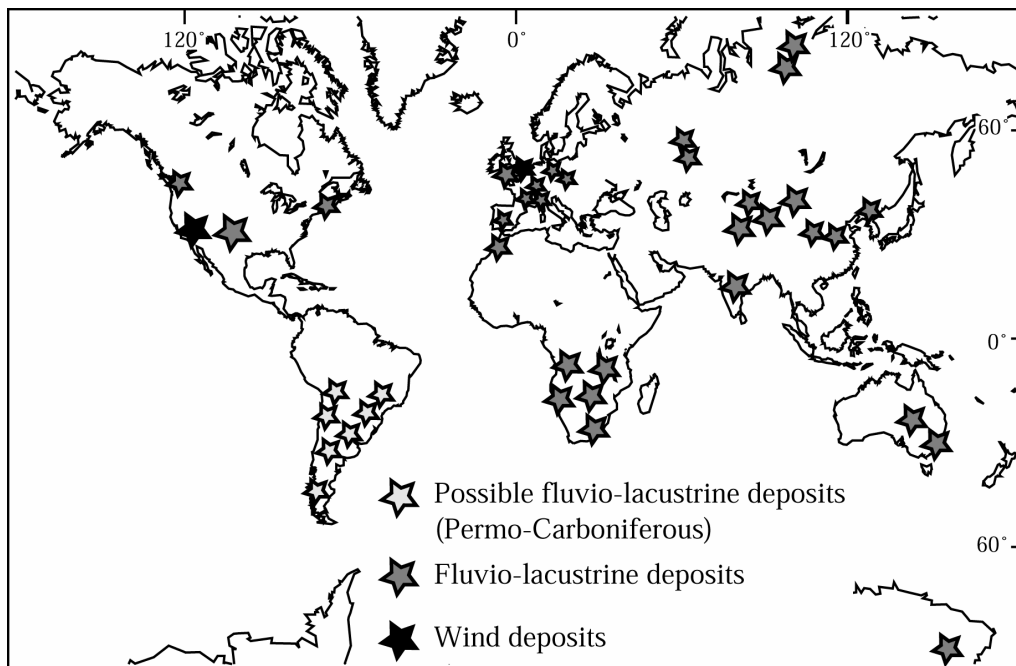 120°
0°
120°
60°
0°
60°
Possible fluvio-lacustrine deposits
(Permo-Carboniferous)
Fluvio-lacustrine deposits
Wind deposits